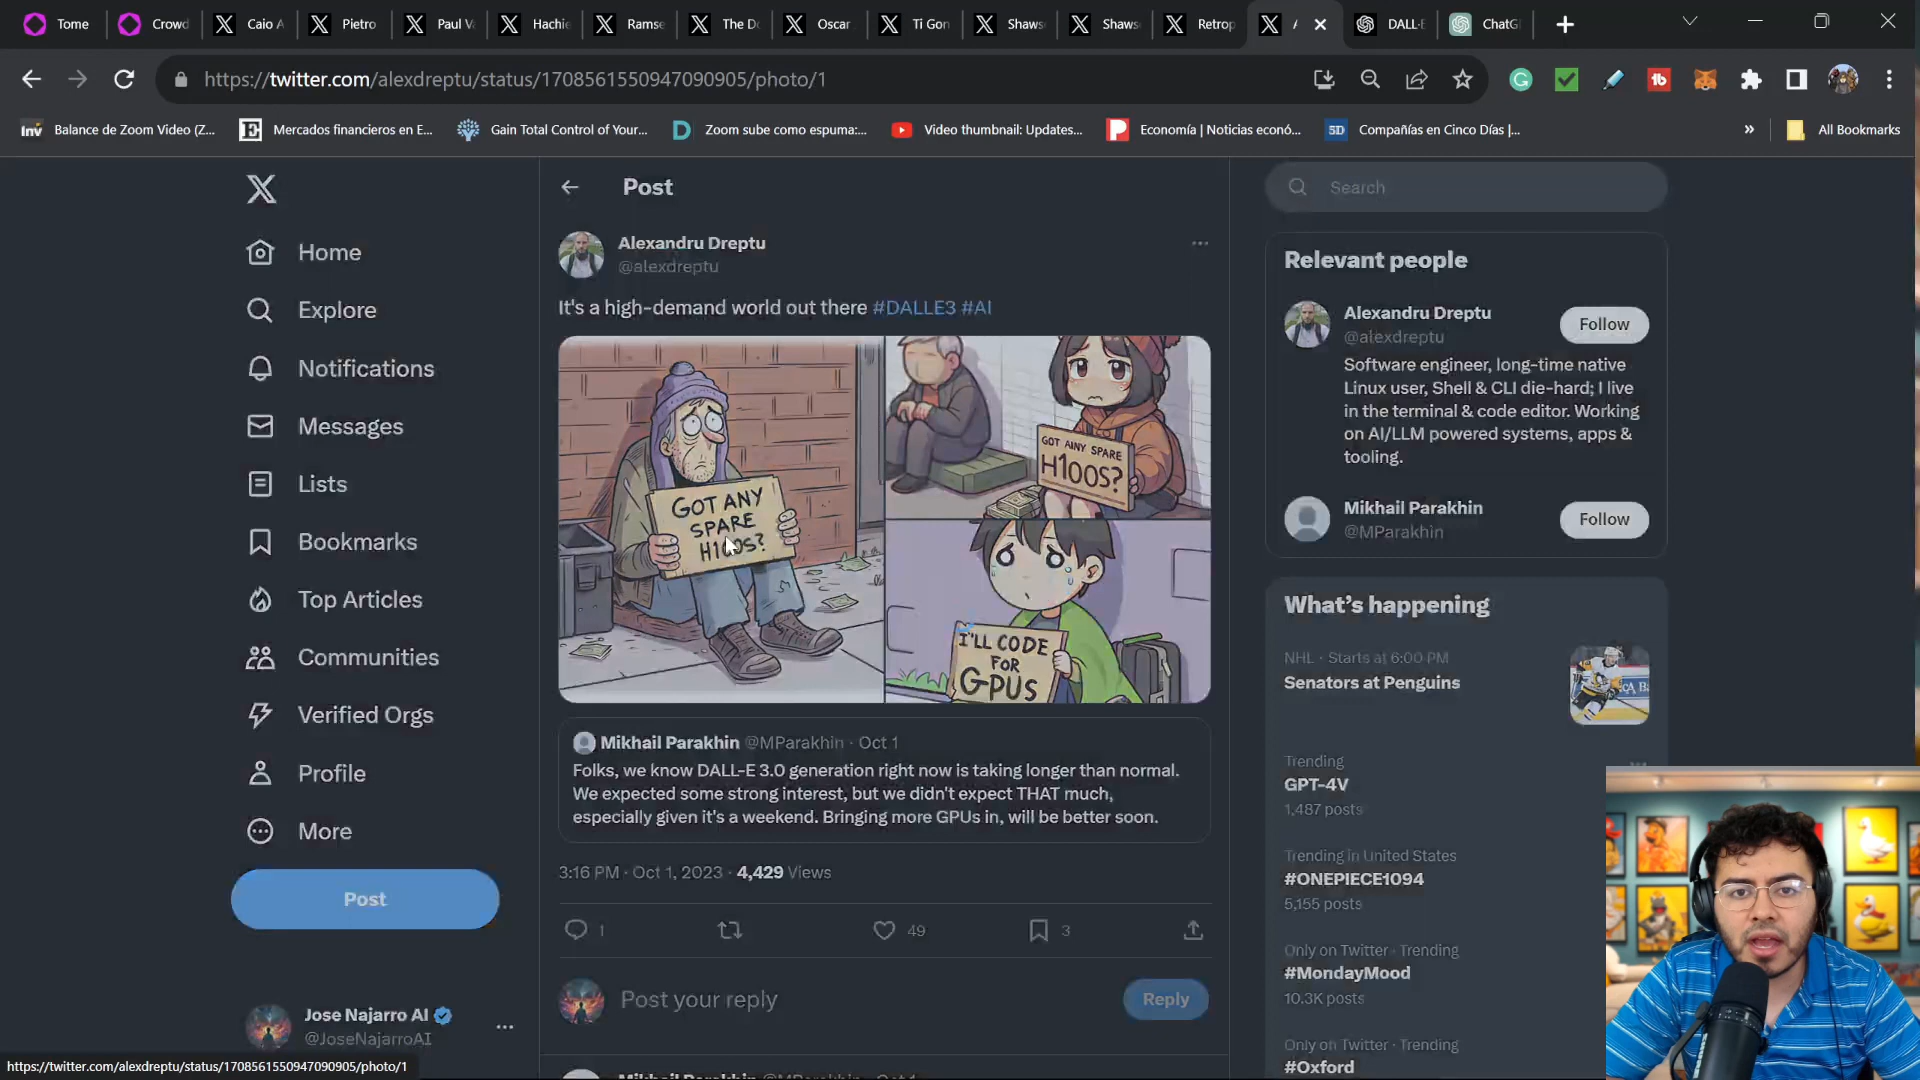 Tome
Crowd
Caio A
Pietro
Paul V
Hachie
Ramse
The Do
Oscar
Ti Gon
Shaws
Shaws
Retrop
A
DALL·E
ChatG
https://twitter.com/alexdreptu/status/1708561550947090905/photo/1
Inv Balance de Zoom Video (Z...
E Mercados financieros en E...
Gain Total Control of Your...
D Zoom sube como espuma:...
Video thumbnail: Updates...
P Economía | Noticias econó...
5D Compañías en Cinco Días |...
»
All Bookmarks
Home
Explore
Notifications
Messages
Lists
Bookmarks
Top Articles
Communities
Verified Orgs
Profile
More
Post
Jose Najarro AI
@JoseNajarroAI
https://twitter.com/alexdreptu/status/1708561550947090905/photo/1
Post
Alexandru Dreptu
@alexdreptu
It's a high-demand world out there #DALLE3 #AI
GOT ANY
SPARE
H100S?
GOT AINY SPARE
H100S?
I'LL CODE
FOR
GPUS
Mikhail Parakhin @MParakhin · Oct 1
Folks, we know DALL-E 3.0 generation right now is taking longer than normal.
We expected some strong interest, but we didn't expect THAT much,
especially given it's a weekend. Bringing more GPUs in, will be better soon.
3:16 PM · Oct 1, 2023 · 4,429 Views
1
49
3
Post your reply
Reply
Mikhail Parakhin @MParakhin · Oct 1
Search
Relevant people
Alexandru Dreptu
@alexdreptu
Follow
Software engineer, long-time native
Linux user, Shell & CLI die-hard; I live
in the terminal & code editor. Working
on AI/LLM powered systems, apps &
tooling.
Mikhail Parakhin
@MParakhin
Follow
What's happening
NHL · Starts at 6:00 PM
Senators at Penguins
Trending
GPT-4V
1,487 posts
Trending in United States
#ONEPIECE1094
5,155 posts
Only on Twitter · Trending
#MondayMood
10.3K posts
Only on Twitter · Trending
#Oxford